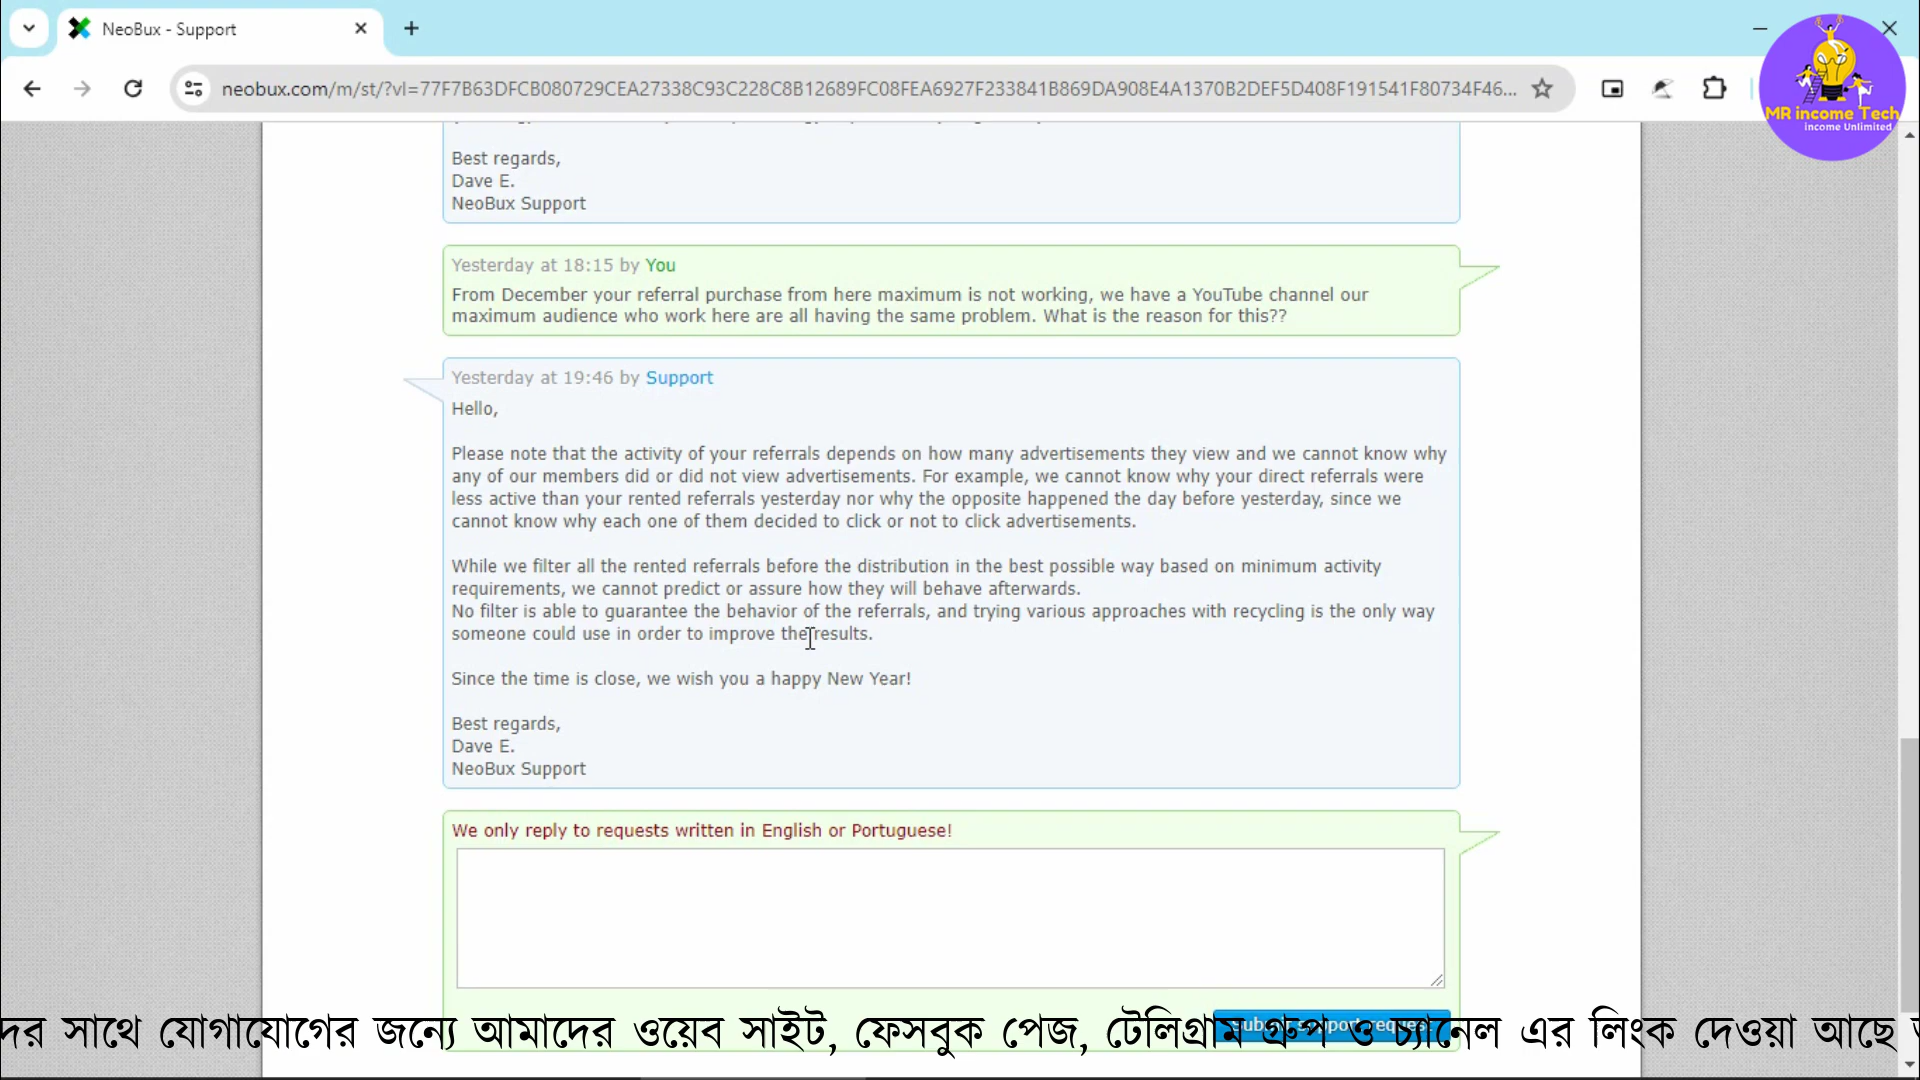 NeoBux - Support
neobux.com/m/st/?vl=77F7B63DFCB080729CEA27338C93C228C8B12689FC08FEA6927F233841B869DA908E4A1370B2DEF5D408F191541F80734F46...
MR income Tech
Income Unlimited
Best regards,
Dave E.
NeoBux Support
Yesterday at 18:15 by You
From December your referral purchase from here maximum is not working, we have a YouTube channel our
maximum audience who work here are all having the same problem. What is the reason for this??
Yesterday at 19:46 by Support
Hello,
Please note that the activity of your referrals depends on how many advertisements they view and we cannot know why
any of our members did or did not view advertisements. For example, we cannot know why your direct referrals were
less active than your rented referrals yesterday nor why the opposite happened the day before yesterday, since we
cannot know why each one of them decided to click or not to click advertisements.
While we filter all the rented referrals before the distribution in the best possible way based on minimum activity
requirements, we cannot predict or assure how they will behave afterwards.
No filter is able to guarantee the behavior of the referrals, and trying various approaches with recycling is the only way
someone could use in order to improve the results.
Since the time is close, we wish you a happy New Year!
Best regards,
Dave E.
NeoBux Support
We only reply to requests written in English or Portuguese!
Submit support request
সাথে যোগাযোগের জন্যে আমাদের ওয়েব সাইট, ফেসবুক পেজ, টেলিগ্রাম গ্রুপ ও চ্যানেল এর লিংক দেওয়া আছে